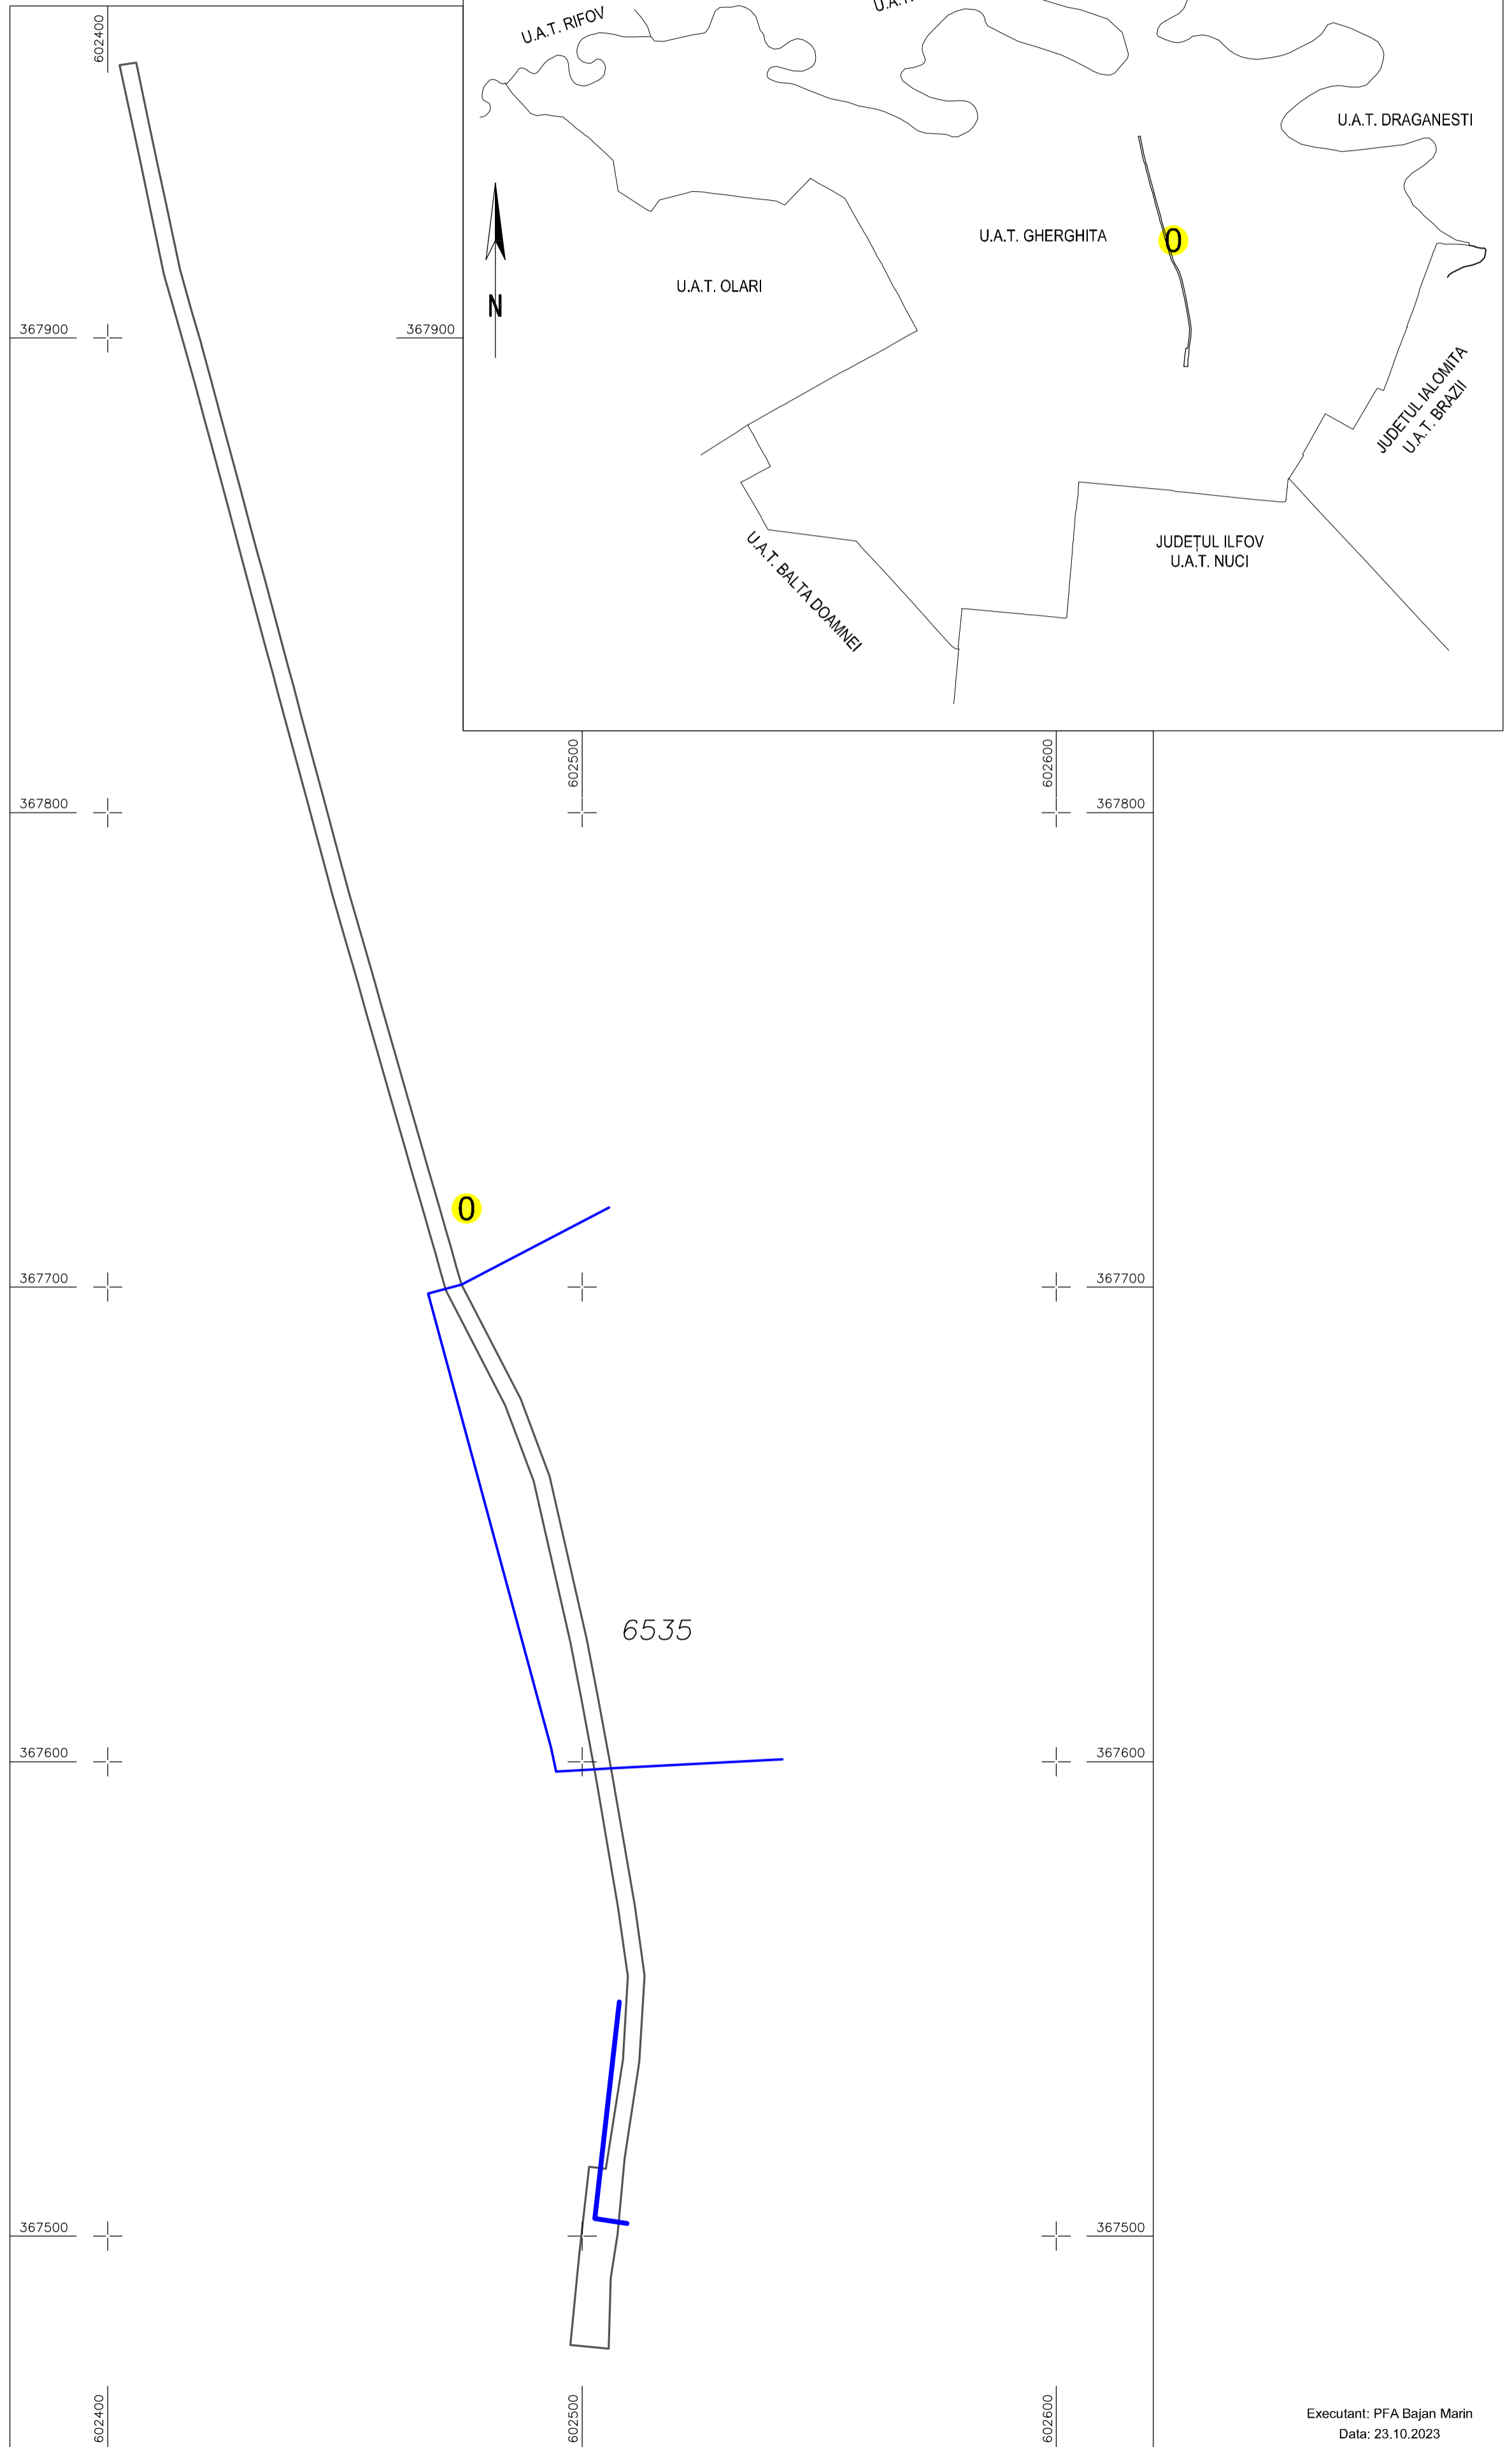 602400
U.A.T. RIFOV
U.A.T.
U.A.T. DRAGANESTI
U.A.T. GHERGHITA
0
U.A.T. OLARI
N
367900
367900
JUDETUL IALOMITA
U.A.T. BRAZII
U.A.T. BALTA DOAMNEI
JUDEȚUL ILFOV
U.A.T. NUCI
602500
602600
367800
367800
0
367700
367700
6535
367600
367600
367500
367500
602400
602500
602600
Executant: PFA Bajan Marin
Data: 23.10.2023